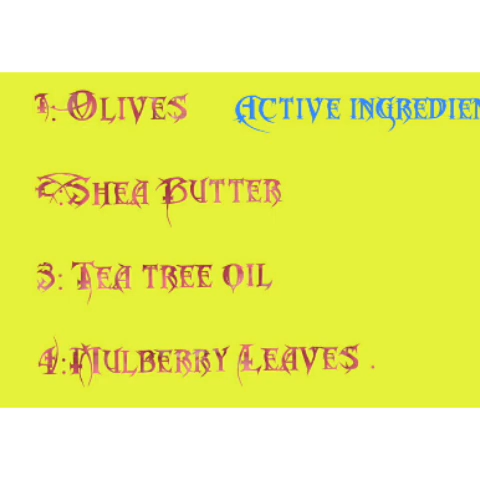 1: Olives Active ingredien
2: Shea Butter
3: Tea tree oil
4: Mulberry Leaves .